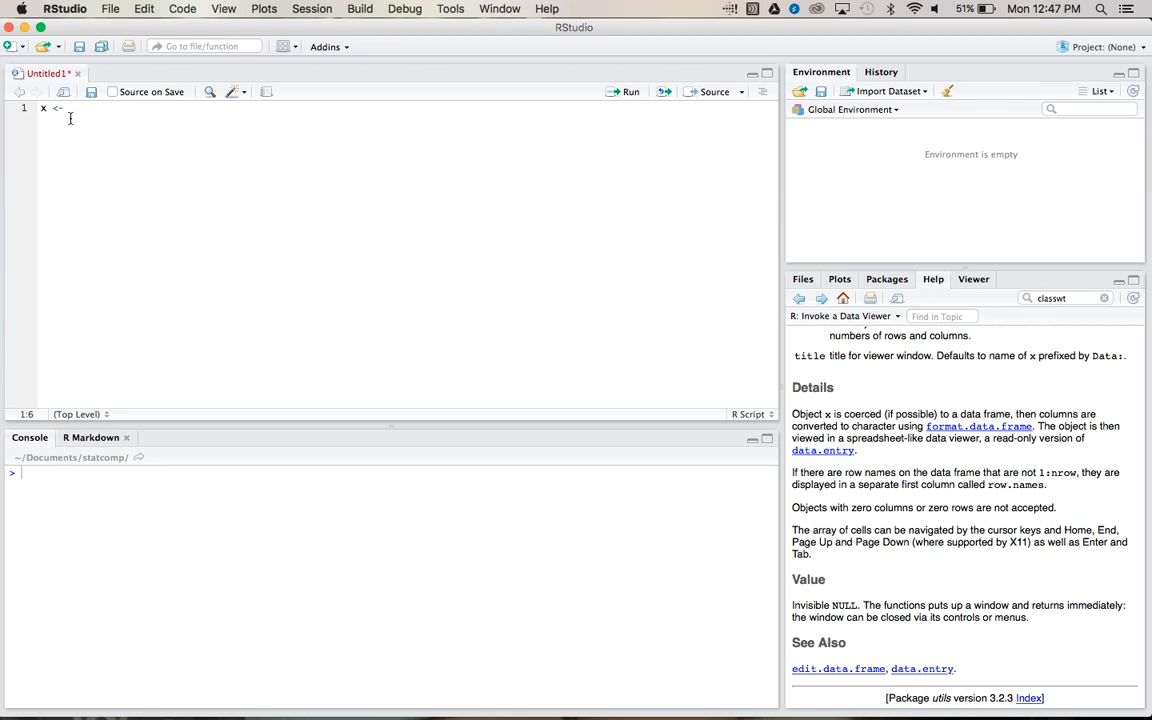 RStudio File Edit Code View Plots Session Build Debug Tools Window Help 51% Mon 12:47 PM
RStudio
Go to file/function Addins Project: (None)
Untitled1*
Source on Save Run Source
1 x <-
1:6 (Top Level) R Script
Console R Markdown
~/Documents/statcomp/
>
Environment History
Import Dataset List
Global Environment
Environment is empty
Files Plots Packages Help Viewer
classwt
R: Invoke a Data Viewer Find in Topic
numbers of rows and columns.
title title for viewer window. Defaults to name of x prefixed by Data:.
Details
Object x is coerced (if possible) to a data frame, then columns are
converted to character using format.data.frame. The object is then
viewed in a spreadsheet-like data viewer, a read-only version of
data.entry.
If there are row names on the data frame that are not 1:nrow, they are
displayed in a separate first column called row.names.
Objects with zero columns or zero rows are not accepted.
The array of cells can be navigated by the cursor keys and Home, End,
Page Up and Page Down (where supported by X11) as well as Enter and
Tab.
Value
Invisible NULL. The functions puts up a window and returns immediately:
the window can be closed via its controls or menus.
See Also
edit.data.frame, data.entry.
[Package utils version 3.2.3 Index]